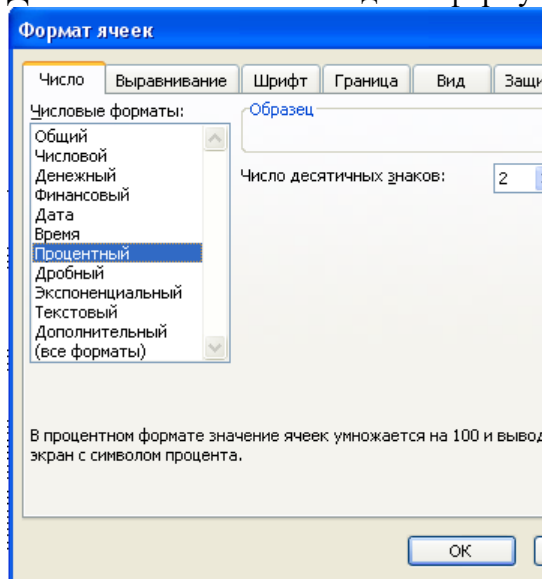 Формат ячеек
Число Выравнивание Шрифт Граница Вид
Числовые форматы:
Образец
Общий
Числовой
Денежный
Финансовый
Дата
Время
Процентный
Дробный
Экспоненциальный
Текстовый
Дополнительный
(все форматы)
Число десятичных знаков: 2
В процентном формате значение ячеек умножается на 100 и
экран с символом процента.
ОК